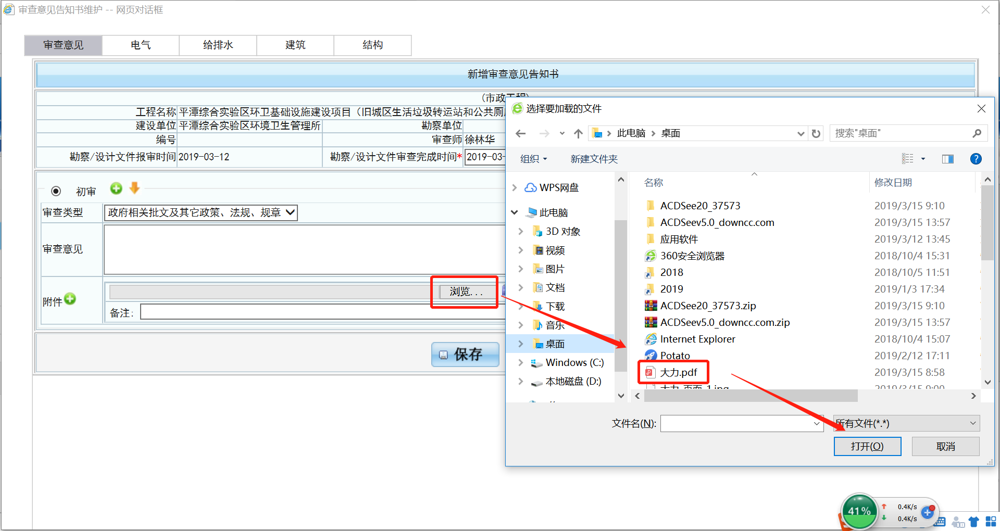 审查意见告知书维护 -- 网页对话框
审查意见
电气
给排水
建筑
结构
新增审查意见告知书
(市政工程)
工程名称 平潭综合实验区环卫基础设施建设项目（旧城区生活垃圾转运站和公共厕
建设单位 平潭综合实验区环境卫生管理所 勘察单位
编号 审查师 徐林华
勘察/设计文件报审时间 2019-03-12 勘察/设计文件审查完成时间* 2019-03-
初审
审查类型 政府相关批文及其它政策、法规、规章
审查意见
附件 浏览...
备注:
保存
选择要加载的文件
此电脑 桌面
搜索"桌面"
组织 新建文件夹
WPS网盘
此电脑
3D 对象
视频
图片
文档
下载
音乐
桌面
Windows (C:)
本地磁盘 (D:)
名称 修改日期
ACDSee20_37573 2019/3/15 9:10
ACDSeev5.0_downcc.com 2019/3/15 13:57
应用软件 2019/3/12 13:45
360安全浏览器 2018/10/4 15:31
2018 2018/10/5 11:51
2019 2019/1/3 17:34
ACDSee20_37573.zip 2019/3/15 9:10
ACDSeev5.0_downcc.com.zip 2019/3/15 13:57
Internet Explorer 2018/10/4 15:07
Potato 2019/2/12 17:11
大力.pdf 2019/3/15 8:58
大力_页面_1.jpg 2019/3/15 9:00
文件名(N):
所有文件(*.*)
打开(O)
取消
41%
0.4K/s
0.4K/s